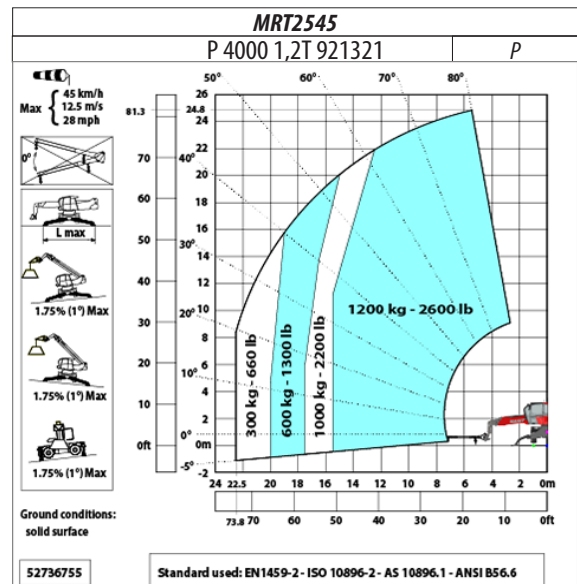 MRT2545
P 4000 1,2T 921321
P
Max
45 km/h
12.5 m/s
28 mph
0°
L max
1.75% (1°) Max
1.75% (1°) Max
1.75% (1°) Max
Ground conditions:
solid surface
50° 60° 70° 80°
40°
30°
20°
10°
0°
-5°
81.3
70
60
50
40
30
20
10
0ft
26
24.8
24
22
20
18
16
14
12
10
8
6
4
2
0m
-2
300 kg - 660 lb
600 kg - 1300 lb
1000 kg - 2200 lb
1200 kg - 2600 lb
24 22.5 20 18 16 14 12 10 8 6 4 2 0m
73.8 70 60 50 40 30 20 10 0ft
52736755
Standard used: EN1459-2 - ISO 10896-2 - AS 10896.1 - ANSI B56.6